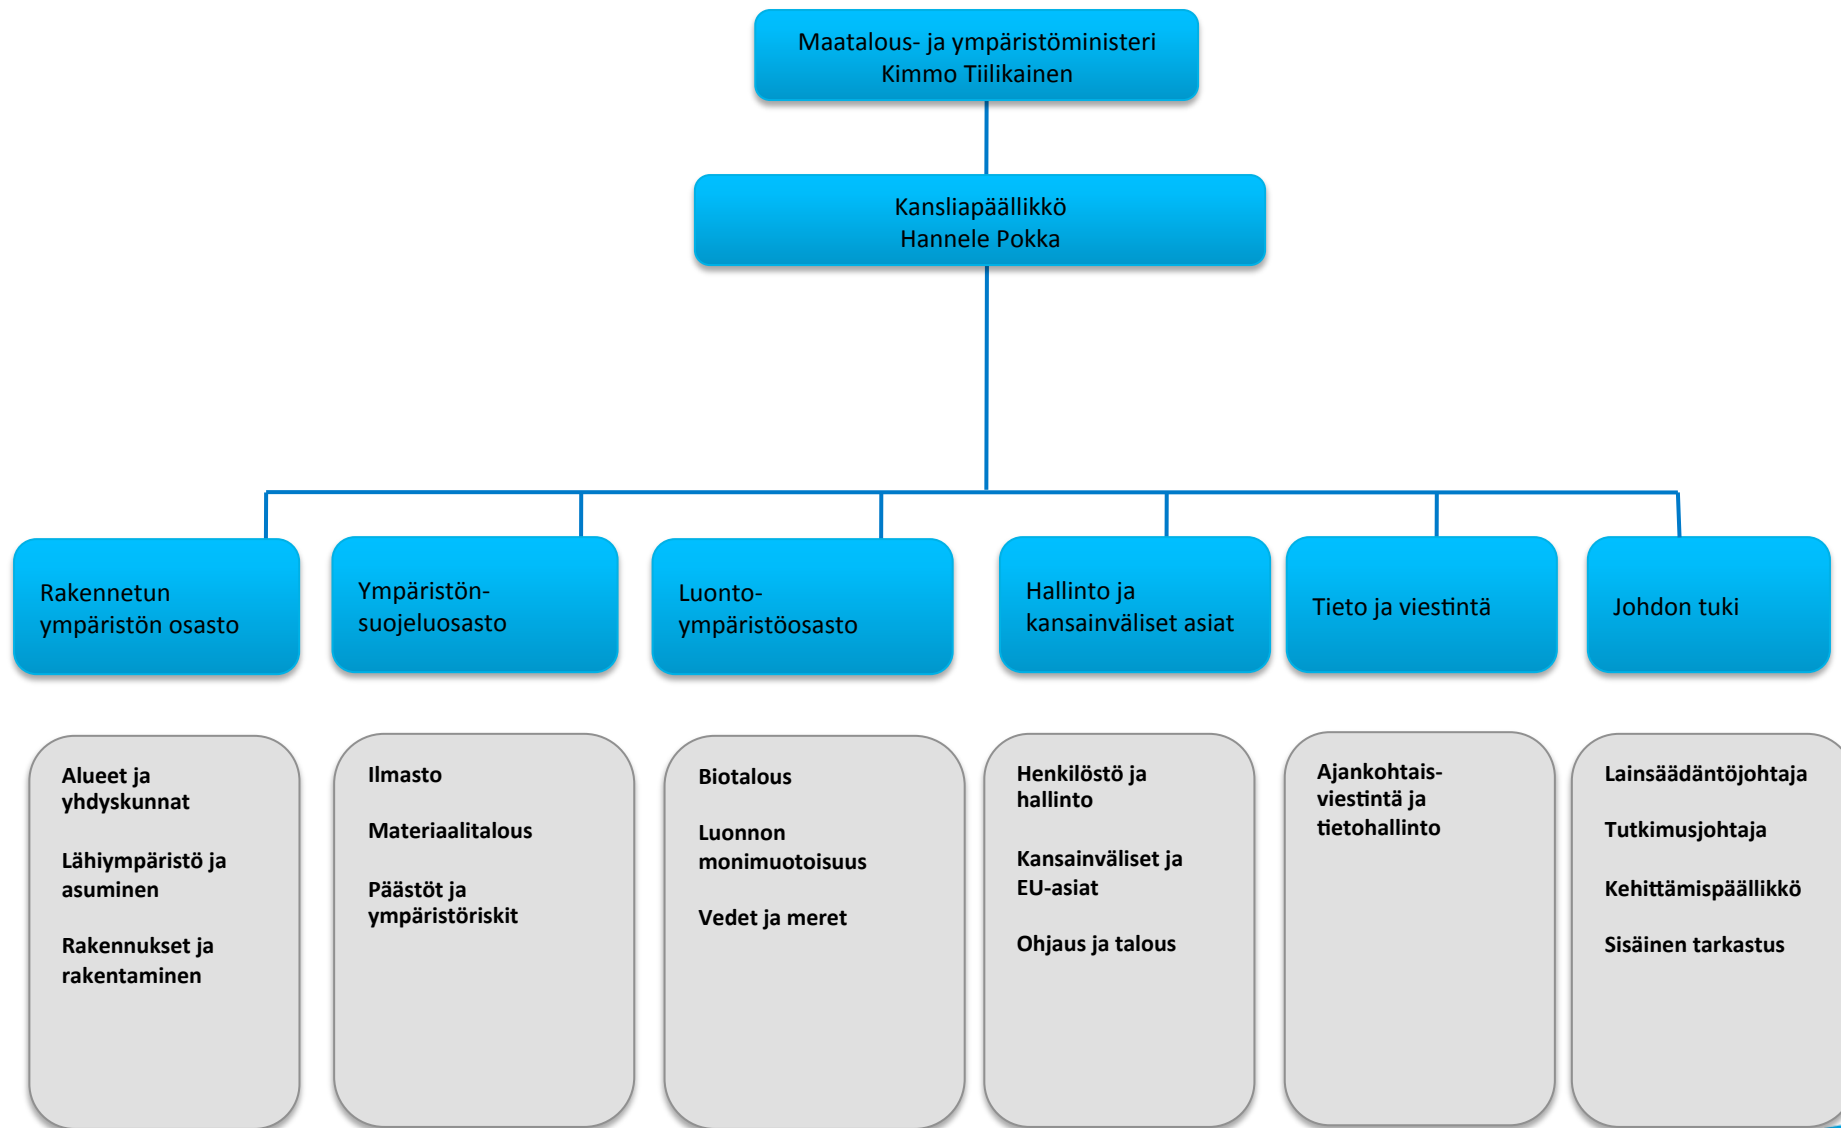 Maatalous- ja ympäristöministeri
Kimmo Tiilikainen
Kansliapäällikkö
Hannele Pokka
Rakennetun
ympäristön osasto
Ympäristön-
suojeluosasto
Luonto-
ympäristöosasto
Hallinto ja
kansainväliset asiat
Tieto ja viestintä
Johdon tuki
Alueet ja
yhdyskunnat
Lähiympäristö ja
asuminen
Rakennukset ja
rakentaminen
Ilmasto
Materiaalitalous
Päästöt ja
ympäristöriskit
Biotalous
Luonnon
monimuotoisuus
Vedet ja meret
Henkilöstö ja
hallinto
Kansainväliset ja
EU-asiat
Ohjaus ja talous
Ajankohtais-
viestintä ja
tietohallinto
Lainsäädäntöjohtaja
Tutkimusjohtaja
Kehittämispäällikkö
Sisäinen tarkastus